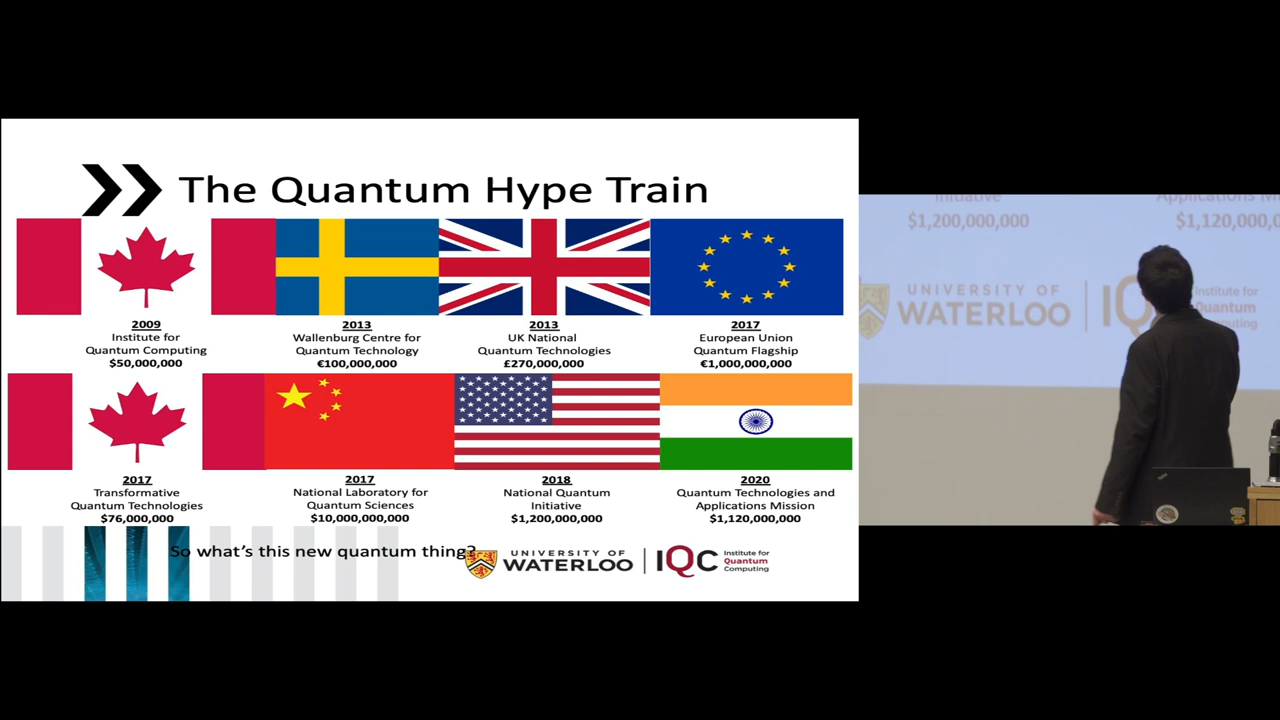 The Quantum Hype Train
2009
Institute for
Quantum Computing
$50,000,000
2013
Wallenburg Centre for
Quantum Technology
€100,000,000
2013
UK National
Quantum Technologies
£270,000,000
2017
European Union
Quantum Flagship
€1,000,000,000
2017
Transformative
Quantum Technologies
$76,000,000
2017
National Laboratory for
Quantum Sciences
$10,000,000,000
2018
National Quantum
Initiative
$1,200,000,000
2020
Quantum Technologies and
Applications Mission
$1,120,000,000
So what's this new quantum thing?
UNIVERSITY OF
WATERLOO
IQC
Institute for
Quantum
Computing
Initiative
$1,200,000,000
Applications Mi
$1,120,000,0
UNIVERSITY OF
WATERLOO
IQ
Institute for
Quantum
Computing